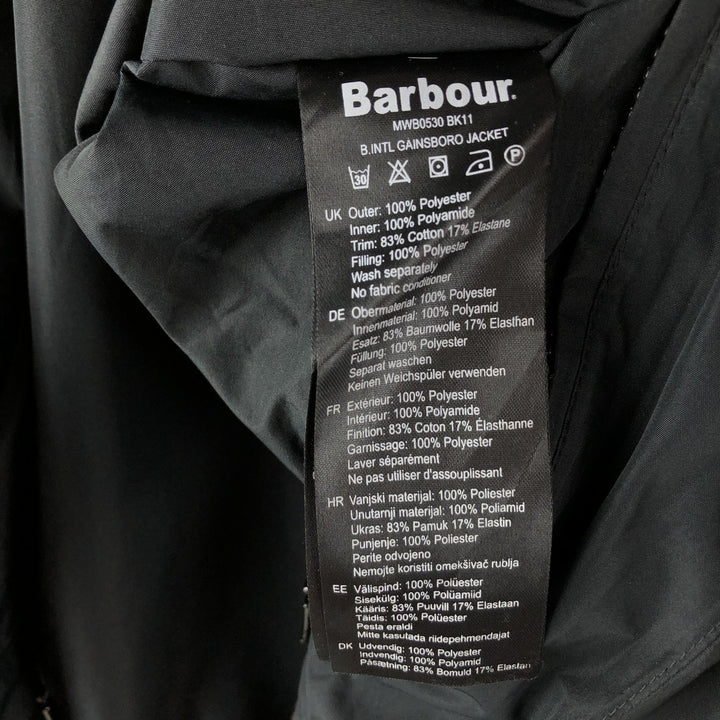 Barbour.
MWB0530 BK11
B.INTL GAINSBORO JACKET
30 P
UK Outer: 100% Polyester
Inner: 100% Polyamide
Trim: 83% Cotton 17% Elastane
Filling: 100% Polyester
Wash separately
No fabric conditioner
DE Obermaterial: 100% Polyester
Innenmaterial: 100% Polyamid
Esatz: 83% Baumwolle 17% Elasthan
Füllung: 100% Polyester
Separat waschen
Keinen Weichspüler verwenden
FR Extérieur: 100% Polyester
Intérieur: 100% Polyamide
Finition: 83% Coton 17% Élasthanne
Garnissage: 100% Polyester
Laver séparément
Ne pas utiliser d'assouplissant
HR Vanjski materijal: 100% Poliester
Unutarnji materijal: 100% Poliamid
Ukras: 83% Pamuk 17% Elastin
Punjenje: 100% Poliester
Perite odvojeno
Nemojte koristiti omekšivač rublja
EE Välispind: 100% Polüester
Sisekülg: 100% Polüamiid
Kääris: 83% Puuvill 17% Elastaan
Täidis: 100% Polüester
Pesta eraldi
Mitte kasutada riidepehmendajat
DK Udvendig: 100% Polyester
Indvendig: 100% Polyamid
Påsætning: 83% Bomuld 17% Elastan